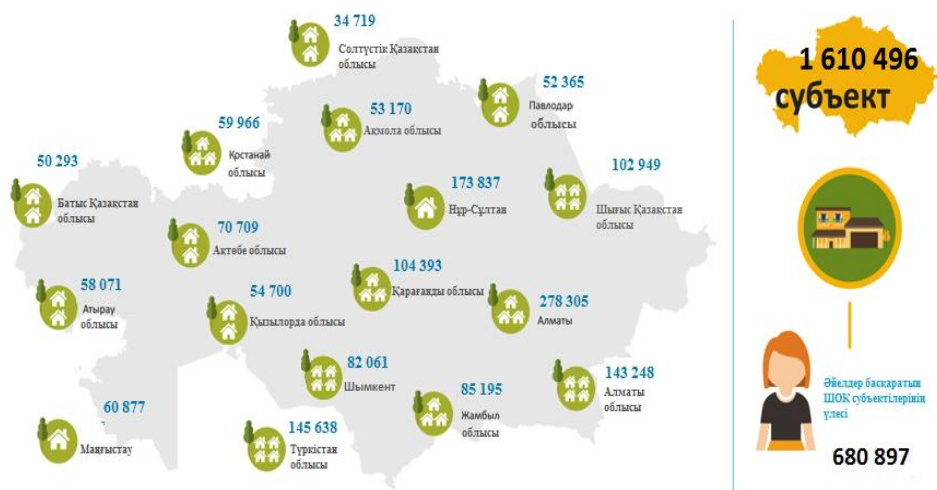 34 719
Солтүстік Қазақстан
облысы
52 365
Павлодар
облысы
53 170
Ақмола облысы
59 966
Қостанай
облысы
50 293
Батыс Қазақстан
облысы
102 949
Шығыс Қазақстан
облысы
173 837
Нұр-Сұлтан
70 709
Ақтөбе облысы
104 393
Қарағанды облысы
58 071
Атырау
облысы
54 700
Қызылорда облысы
278 305
Алматы
82 061
Шымкент
143 248
Алматы
облысы
85 195
Жамбыл
облысы
60 877
Маңғыстау
145 638
Түркістан
облысы
1 610 496
субъект
Әйелдер басқаратын
ШОК субъектілерінің
үлесі
680 897